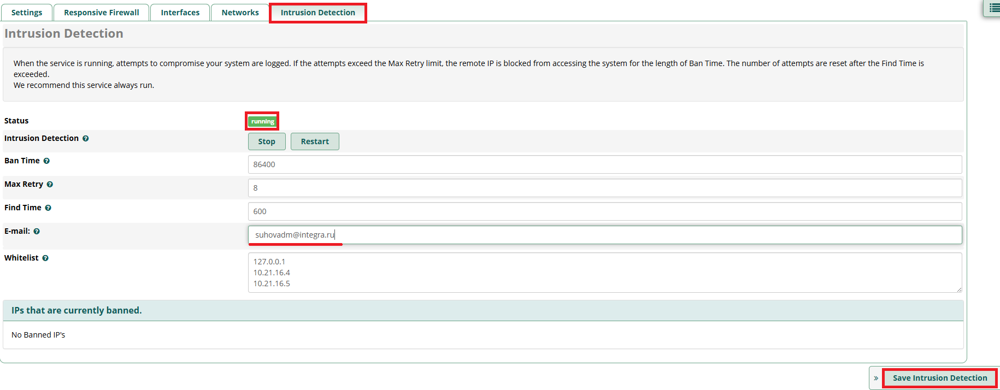 Settings Responsive Firewall Interfaces Networks Intrusion Detection
Intrusion Detection
When the service is running, attempts to compromise your system are logged. If the attempts exceed the Max Retry limit, the remote IP is blocked from accessing the system for the length of Ban Time. The number of attempts are reset after the Find Time is
exceeded.
We recommend this service always run.
Status running
Intrusion Detection Stop Restart
Ban Time 86400
Max Retry 8
Find Time 600
E-mail: suhovadm@integra.ru
Whitelist 127.0.0.1
10.21.16.4
10.21.16.5
IPs that are currently banned.
No Banned IP's
» Save Intrusion Detection